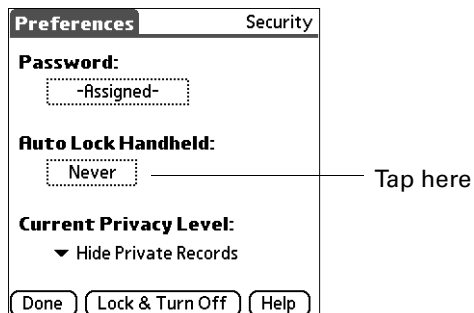 Preferences Security
Password:
-Assigned-
Auto Lock Handheld:
Never
Tap here
Current Privacy Level:
Hide Private Records
Done Lock & Turn Off Help